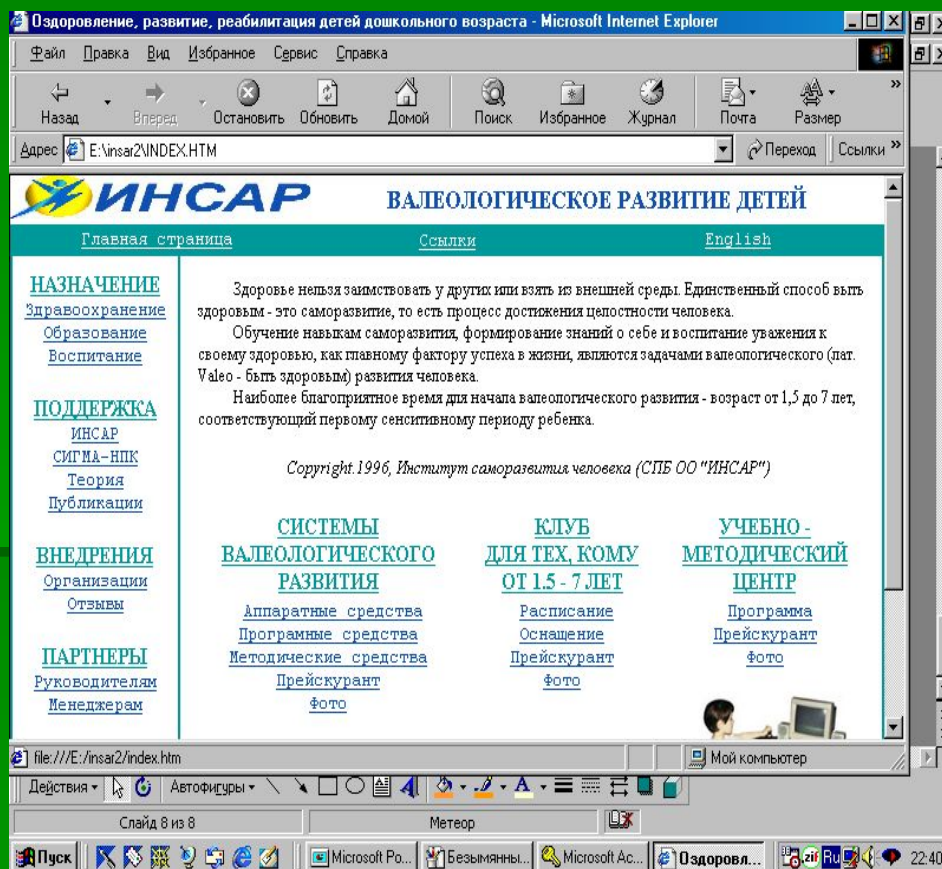 Оздоровление, развитие, реабилитация детей дошкольного возраста - Microsoft Internet Explorer
Файл Правка Вид Избранное Сервис Справка
Назад Вперед Остановить Обновить Домой Поиск Избранное Журнал Почта Размер
Адрес E:\insar2\INDEX.HTM Переход Ссылки
ИНСАР ВАЛЕОЛОГИЧЕСКОЕ РАЗВИТИЕ ДЕТЕЙ
Главная страница Ссылки English
НАЗНАЧЕНИЕ
Здравоохранение
Образование
Воспитание
ПОДДЕРЖКА
ИНСАР
СИГМА-НПК
Теория
Публикации
ВНЕДРЕНИЯ
Организации
Отзывы
ПАРТНЕРЫ
Руководителям
Менеджерам
Здоровье нельзя заимствовать у других или взять из внешней среды. Единственный способ быть
здоровым - это саморазвитие, то есть процесс достижения целостности человека.
Обучение навыкам саморазвития, формирование знаний о себе и воспитание уважения к
своему здоровью, как главному фактору успеха в жизни, являются задачами валеологического (лат.
Valeo - быть здоровым) развития человека.
Наиболее благоприятное время для начала валеологического развития - возраст от 1,5 до 7 лет,
соответствующий первому сенситивному периоду ребенка.
Copyright.1996, Институт саморазвития человека (СПБ ОО "ИНСАР")
СИСТЕМЫ
ВАЛЕОЛОГИЧЕСКОГО
РАЗВИТИЯ
Аппаратные средства
Програмные средства
Методические средства
Прейскурант
Фото
КЛУБ
ДЛЯ ТЕХ, КОМУ
ОТ 1.5 - 7 ЛЕТ
Расписание
Оснащение
Прейскурант
Фото
УЧЕБНО -
МЕТОДИЧЕСКИЙ
ЦЕНТР
Программа
Прейскурант
Фото
file:///E:/insar2/index.htm Мой компьютер
Действия Автофигуры
Слайд 8 из 8 Метеор
Пуск Microsoft Po... Безымянны... Microsoft Ac... Оздоровл... zif Ru 22:40